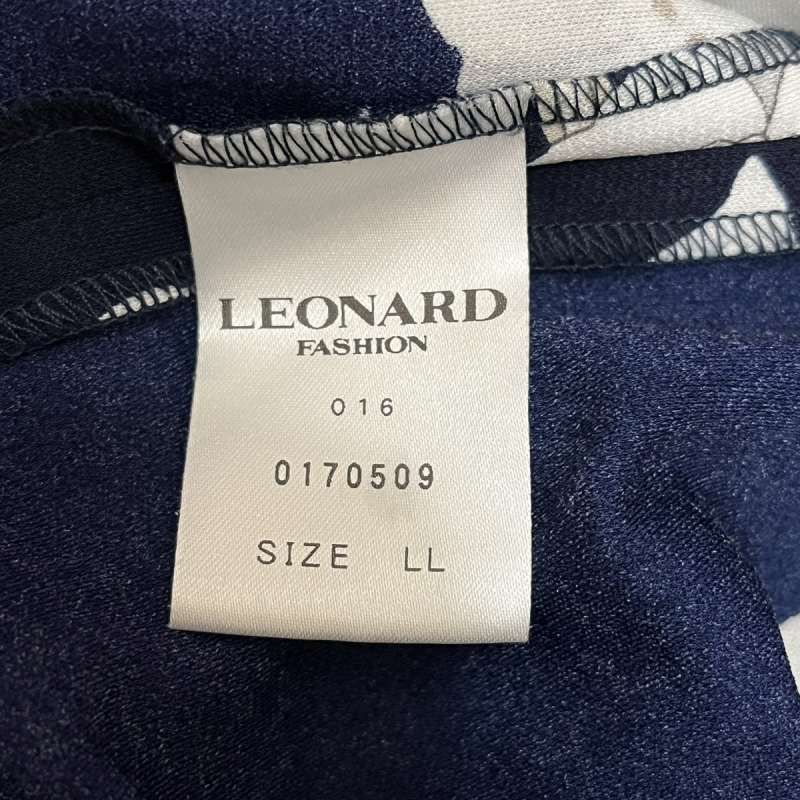 LEONARD
FASHION
016
0170509
SIZE LL